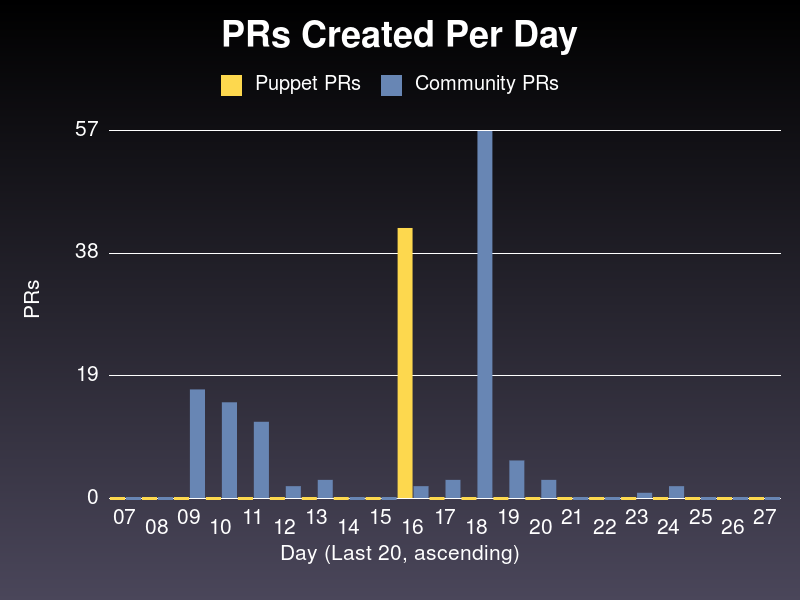 PRs Created Per Day
Puppet PRs Community PRs
57
38
19
0
PRs
07 08 09 10 11 12 13 14 15 16 17 18 19 20 21 22 23 24 25 26 27
Day (Last 20, ascending)